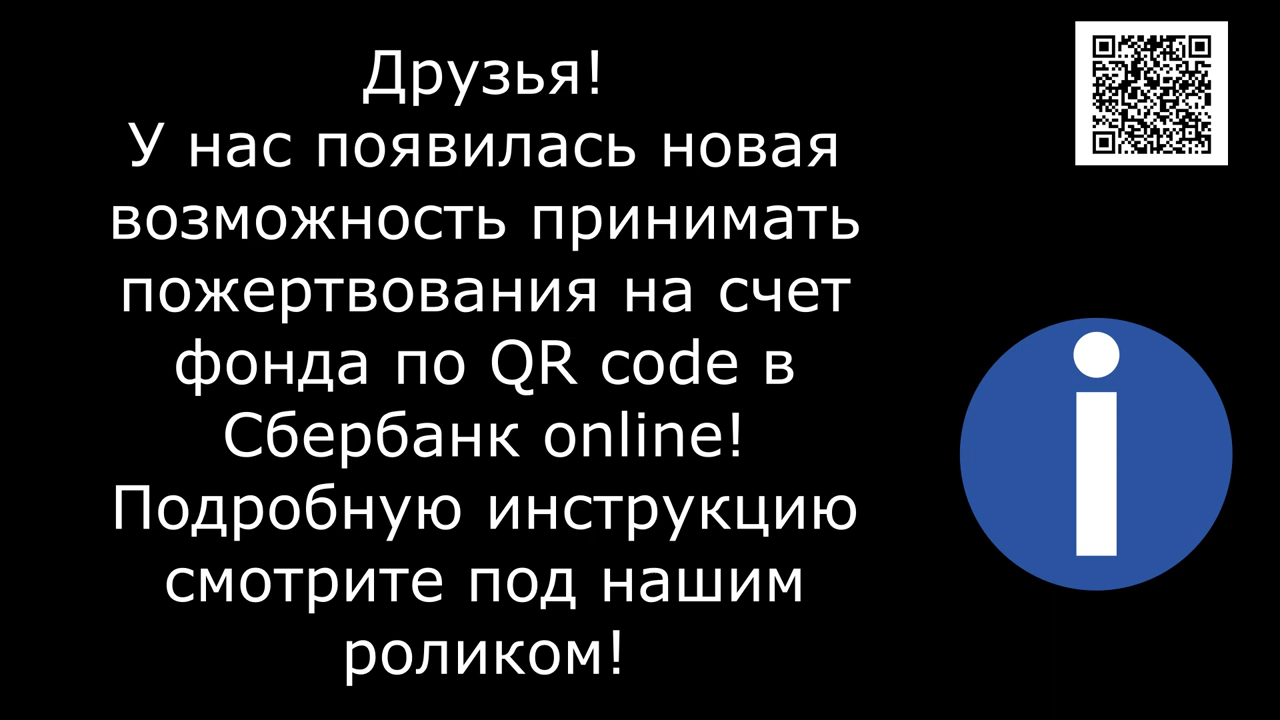 Друзья!
У нас появилась новая
возможность принимать
пожертвования на счет
фонда по QR code в
Сбербанк online!
Подробную инструкцию
смотрите под нашим
роликом!